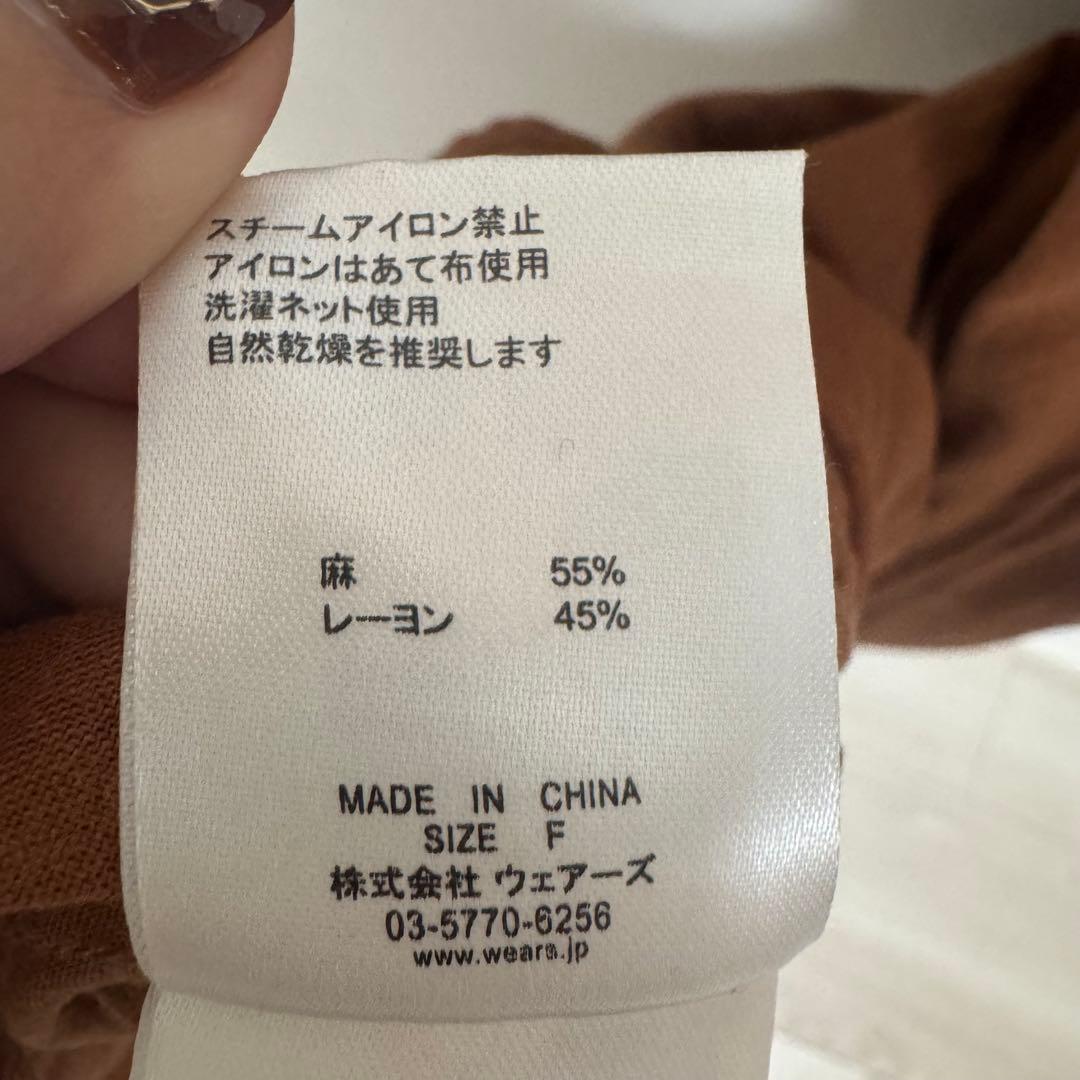 スチームアイロン禁止
アイロンはあて布使用
洗濯ネット使用
自然乾燥を推奨します
麻 55%
レーヨン 45%
MADE IN CHINA
SIZE F
株式会社 ウェアーズ
03-5770-6256
www.wears.jp